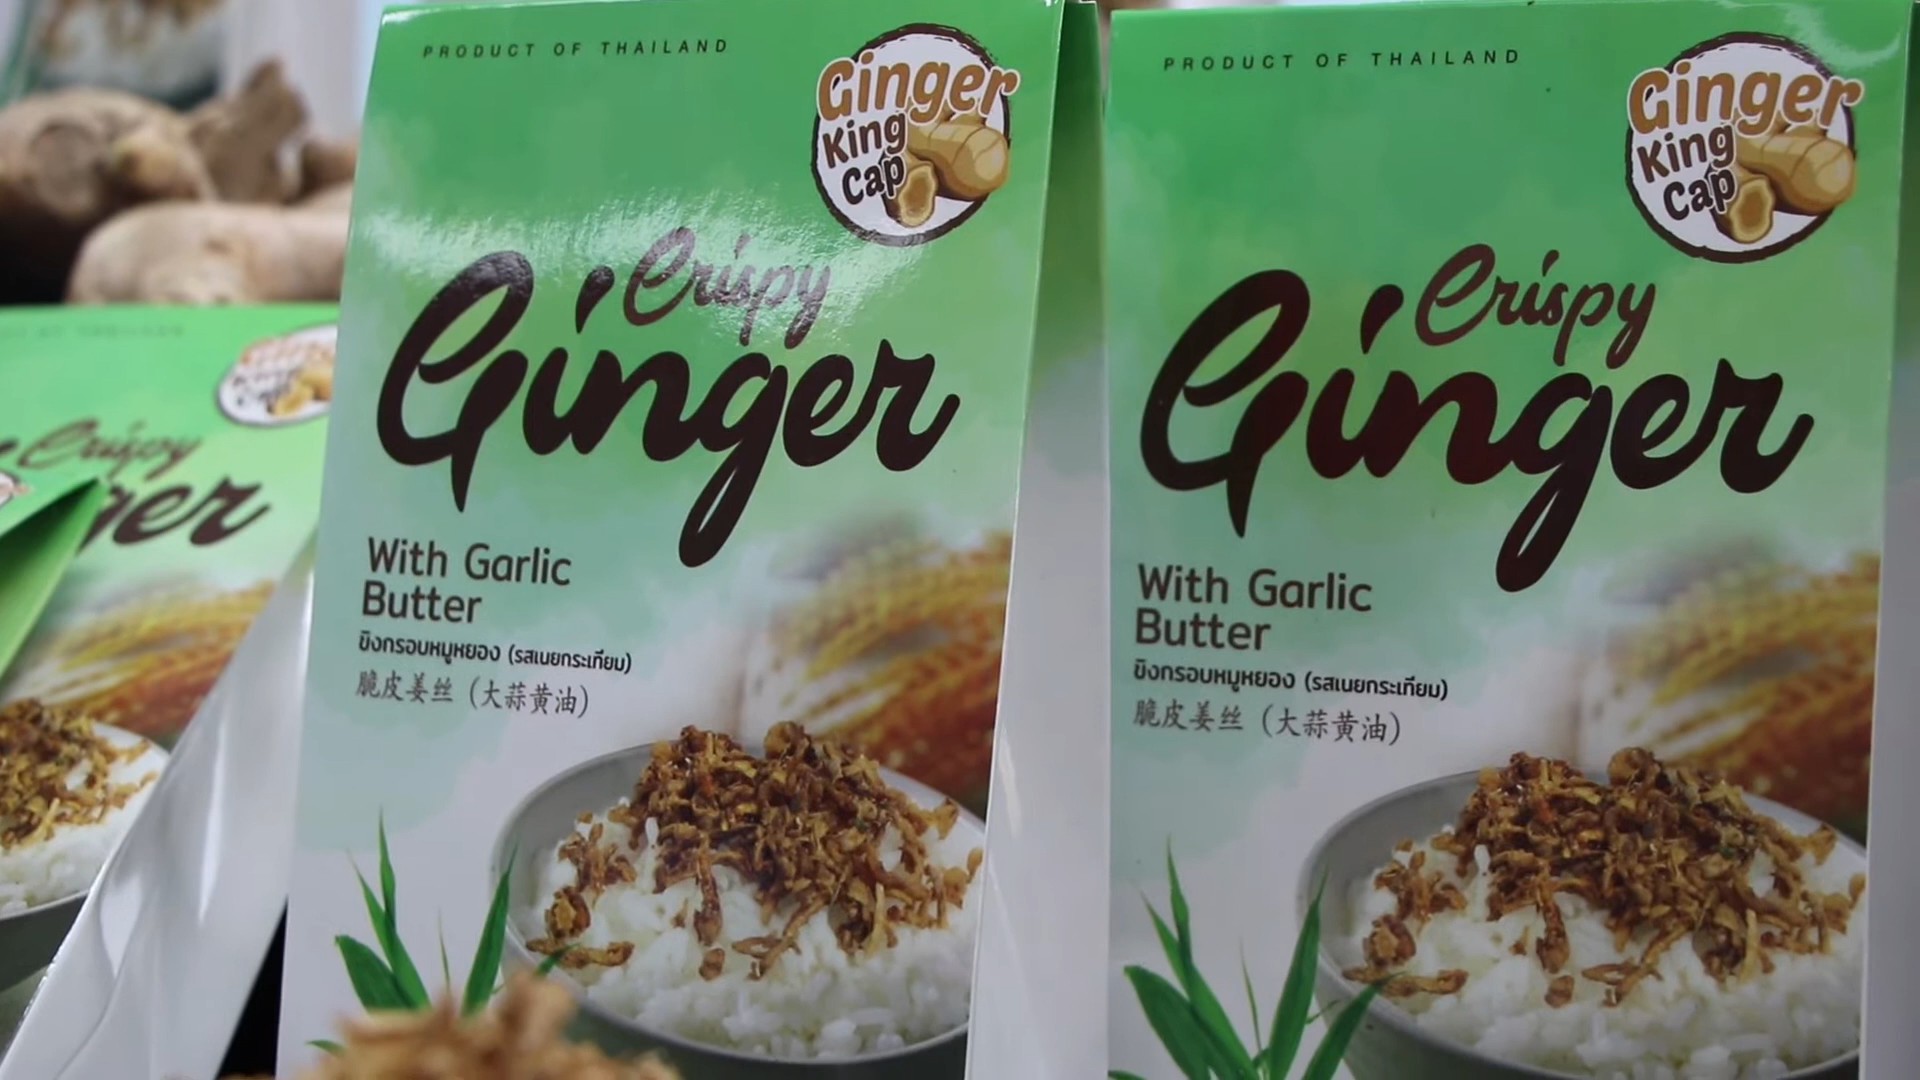 PRODUCT OF THAILAND
Ginger
King
Cap
Crispy
Ginger
With Garlic
Butter
ขิงกรอบหมูหยอง (รสเนยกระเทียม)
脆皮姜丝 (大蒜黄油)
PRODUCT OF THAILAND
Ginger
King
Cap
Crispy
Ginger
With Garlic
Butter
ขิงกรอบหมูหยอง (รสเนยกระเทียม)
脆皮姜丝 (大蒜黄油)
Crispy
ger